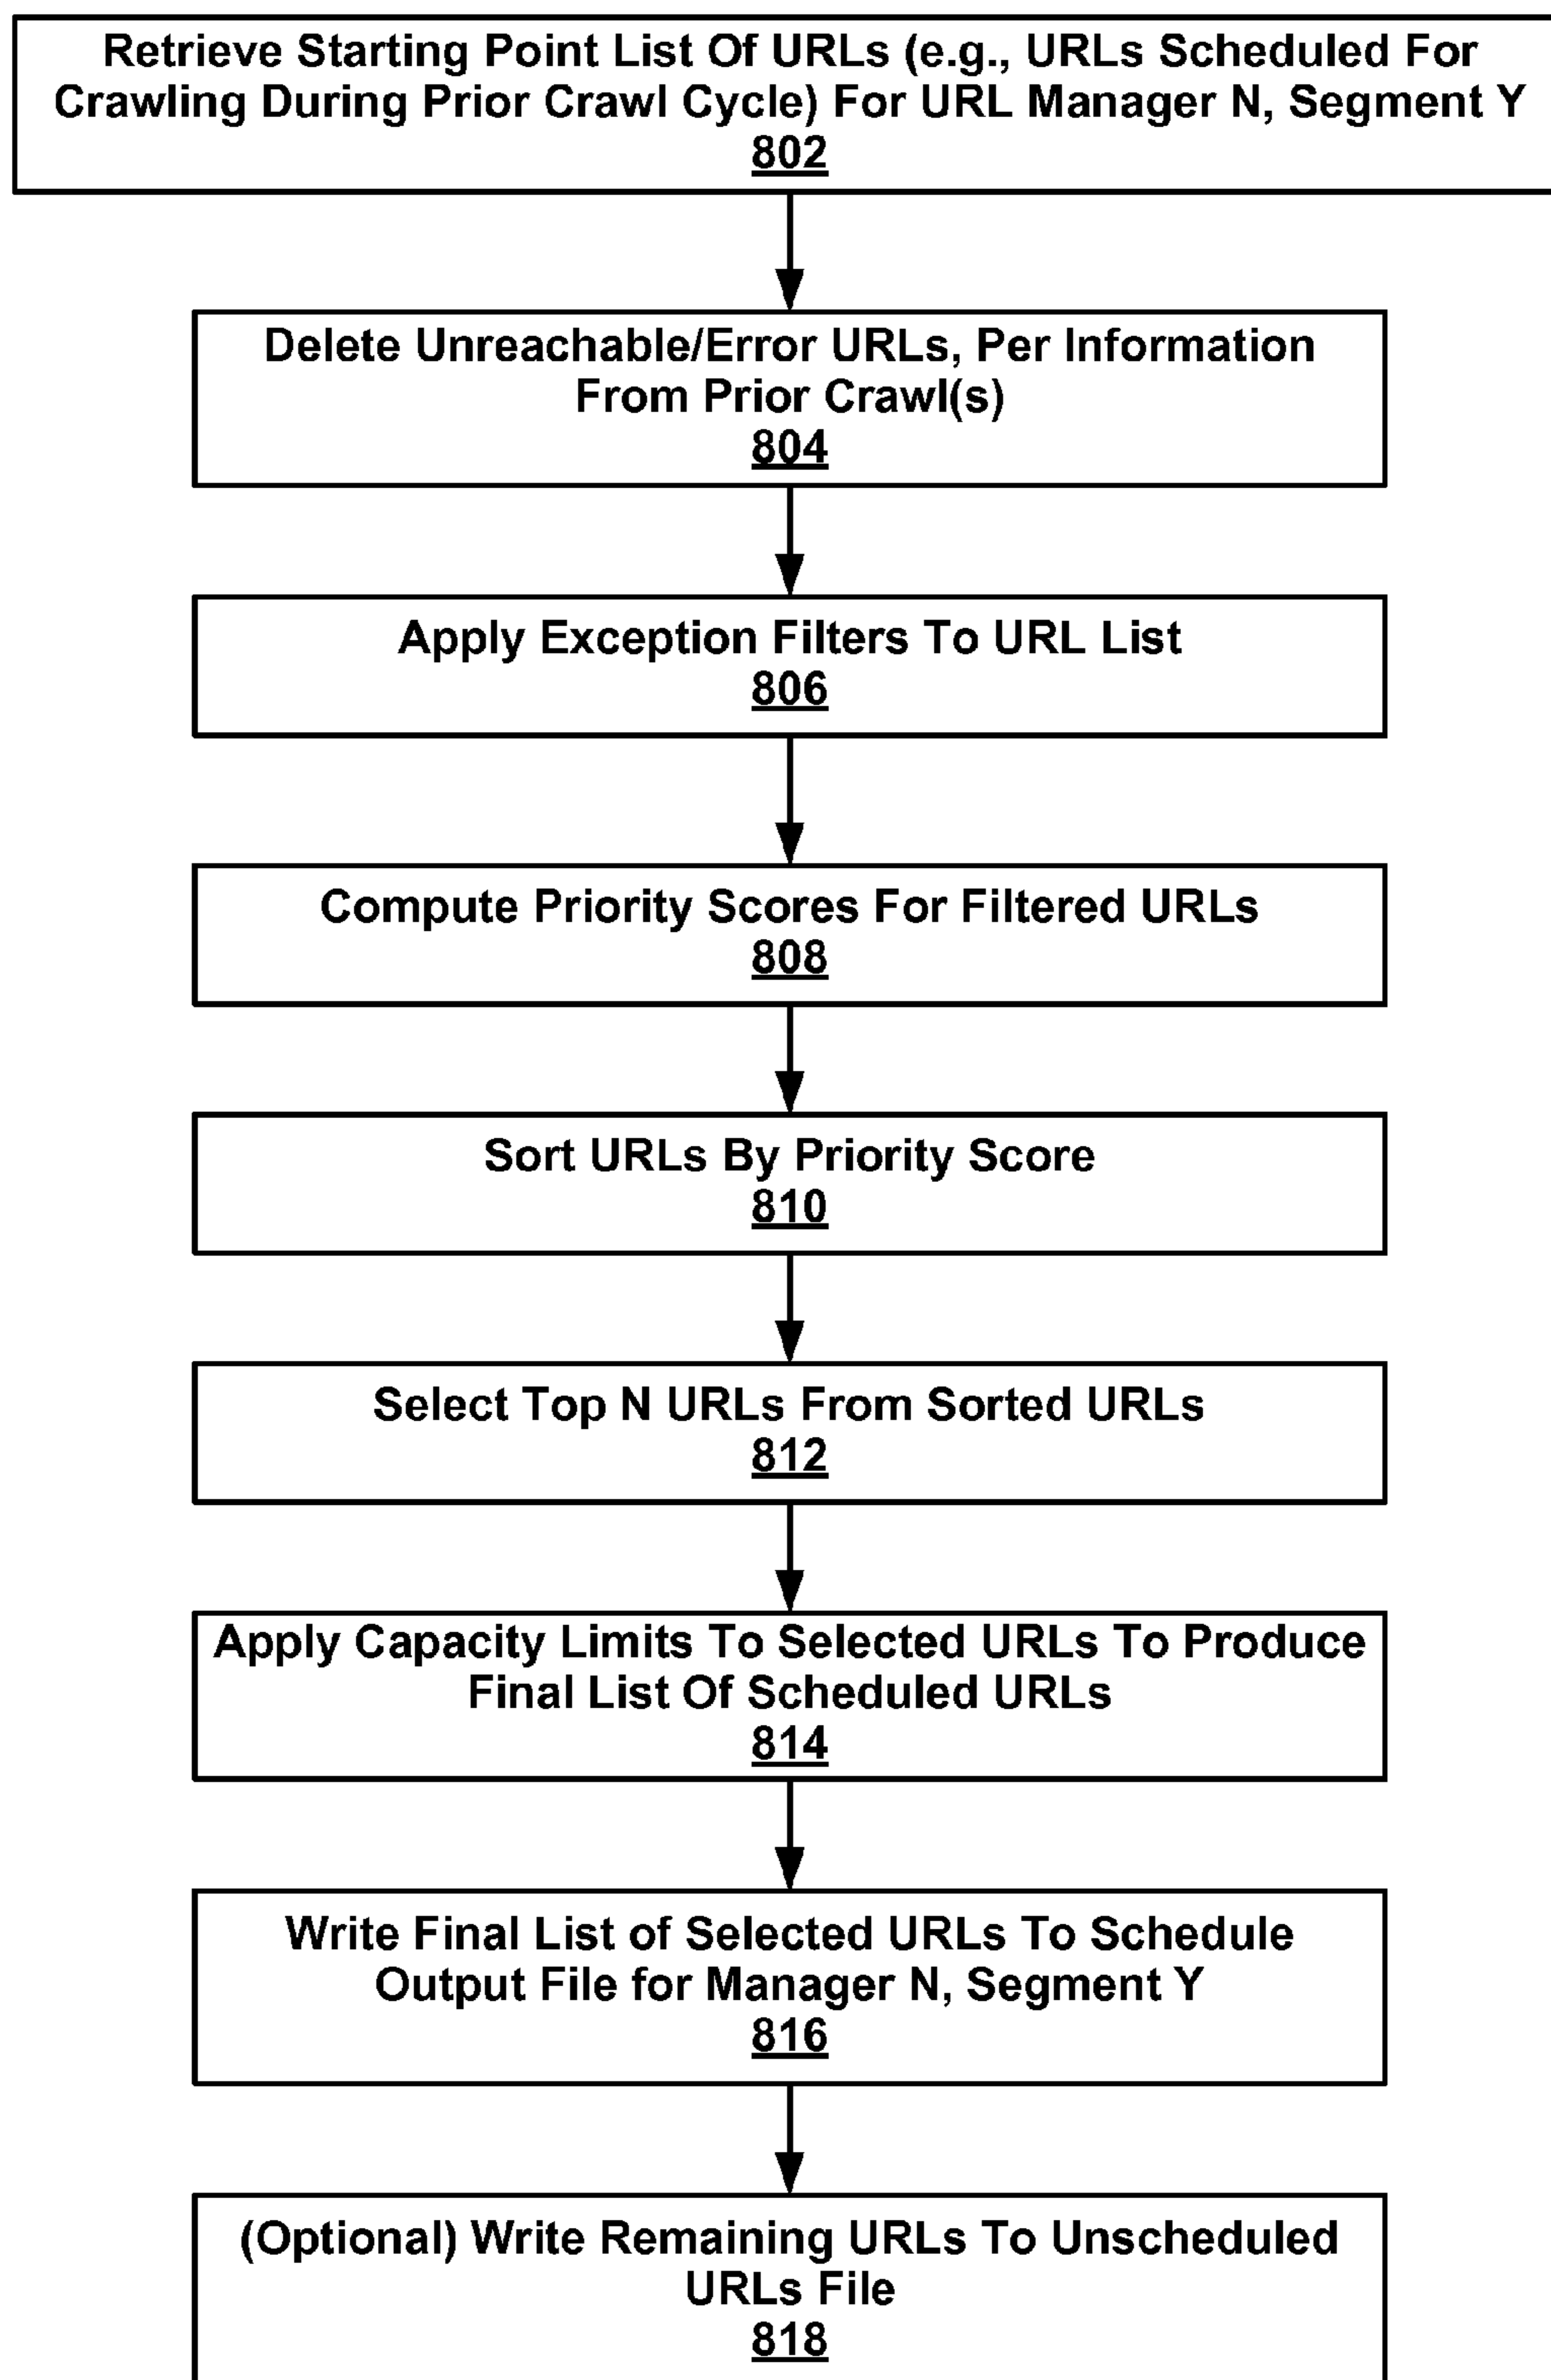 Retrieve Starting Point List Of URLs (e.g., URLs Scheduled For
Crawling During Prior Crawl Cycle) For URL Manager N, Segment Y
802
Delete Unreachable/Error URLs, Per Information
From Prior Crawl(s)
804
Apply Exception Filters To URL List
806
Compute Priority Scores For Filtered URLs
808
Sort URLs By Priority Score
810
Select Top N URLs From Sorted URLs
812
Apply Capacity Limits To Selected URLs To Produce
Final List Of Scheduled URLs
814
Write Final List of Selected URLs To Schedule
Output File for Manager N, Segment Y
816
(Optional) Write Remaining URLs To Unscheduled
URLs File
818